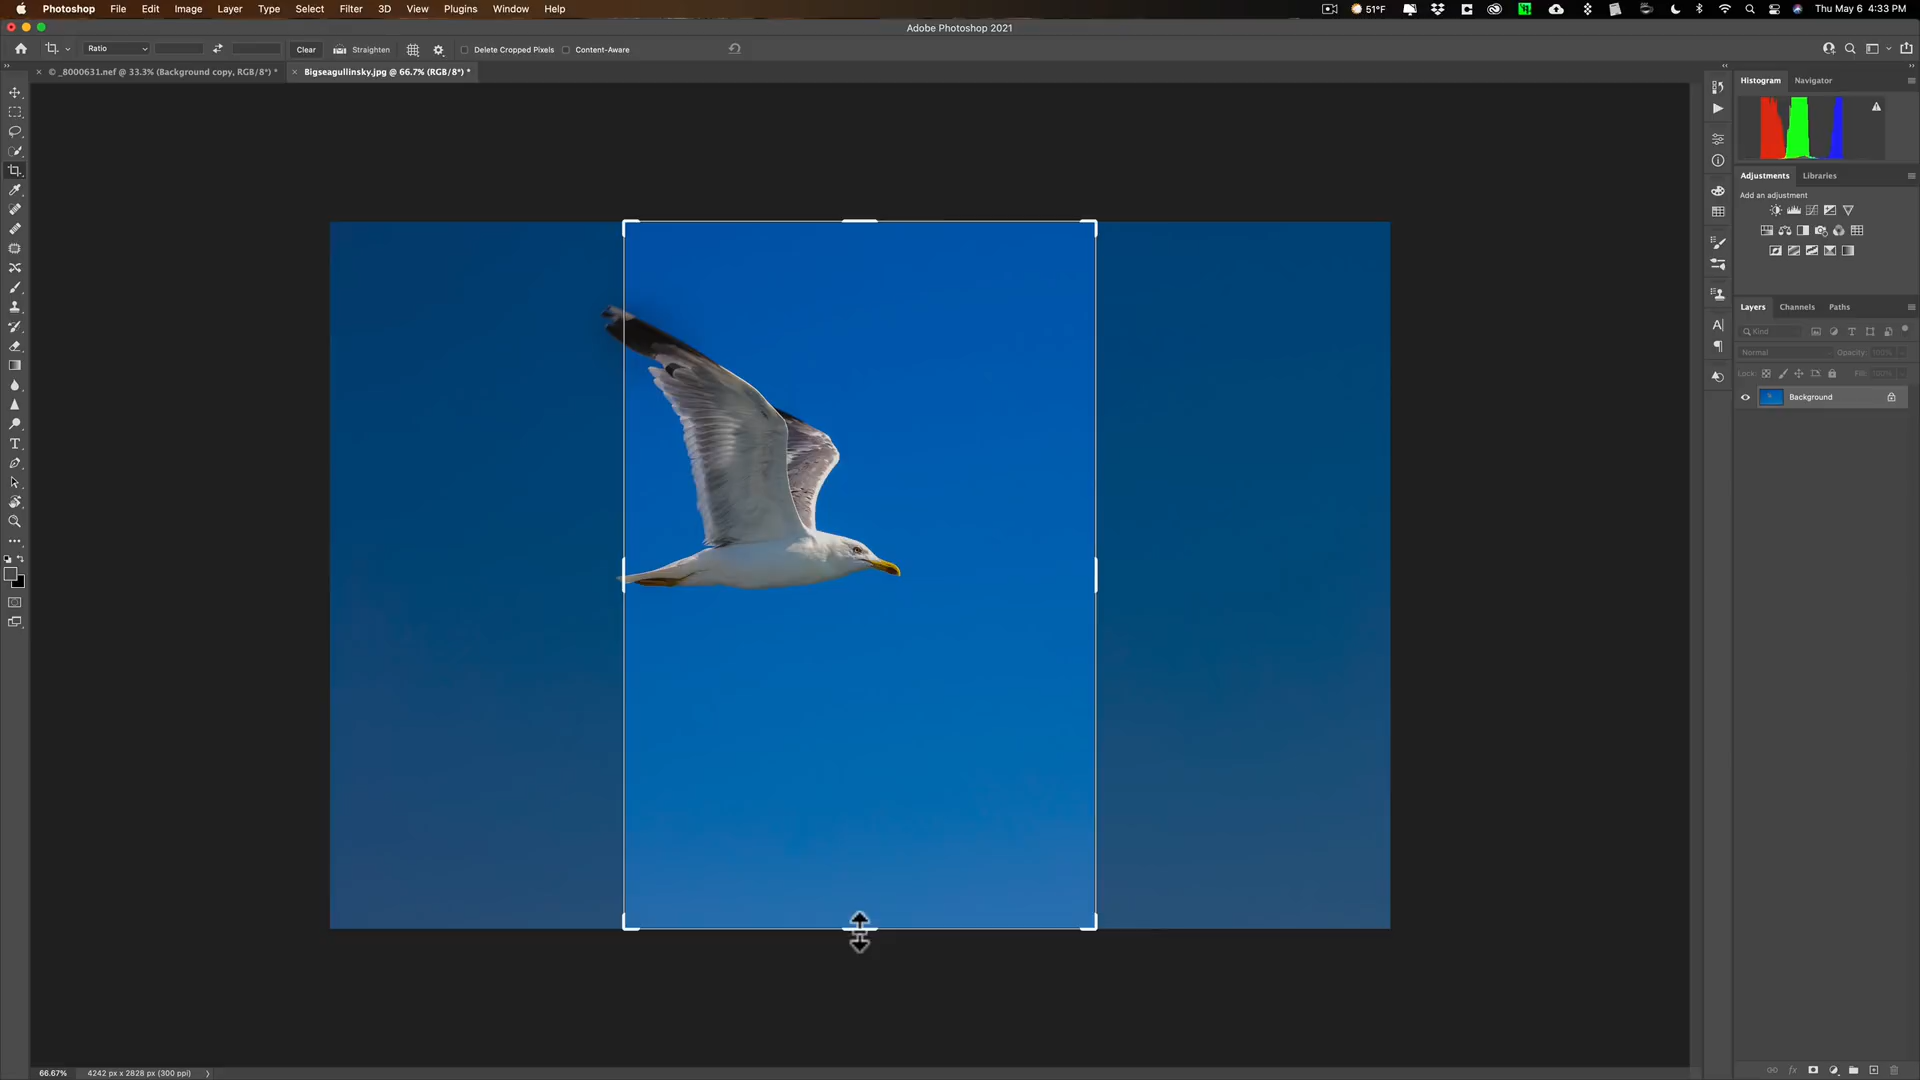 Photoshop File Edit Image Layer Type Select Filter 3D View Plugins Window Help 51°F Thu May 6 4:33 PM
Adobe Photoshop 2021
Ratio Clear Straighten Delete Cropped Pixels Content-Aware
× © _8000631.nef @ 33.3% (Background copy, RGB/8*) * × Bigseagullinsky.jpg @ 66.7% (RGB/8*) *
Histogram Navigator
Adjustments Libraries
Add an adjustment
Layers Channels Paths
Kind
Normal Opacity: 100%
Lock: Fill: 100%
Background
66.67% 4242 px x 2828 px (300 ppi)